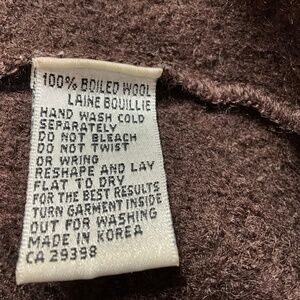 100% BOILED WOOL
LAINE BOUILLIE
HAND WASH COLD
SEPARATELY
DO NOT BLEACH
DO NOT TWIST
OR WRING
RESHAPE AND LAY
FLAT TO DRY
FOR THE BEST RESULTS
TURN GARMENT INSIDE
OUT FOR WASHING
MADE IN KOREA
CA 29398